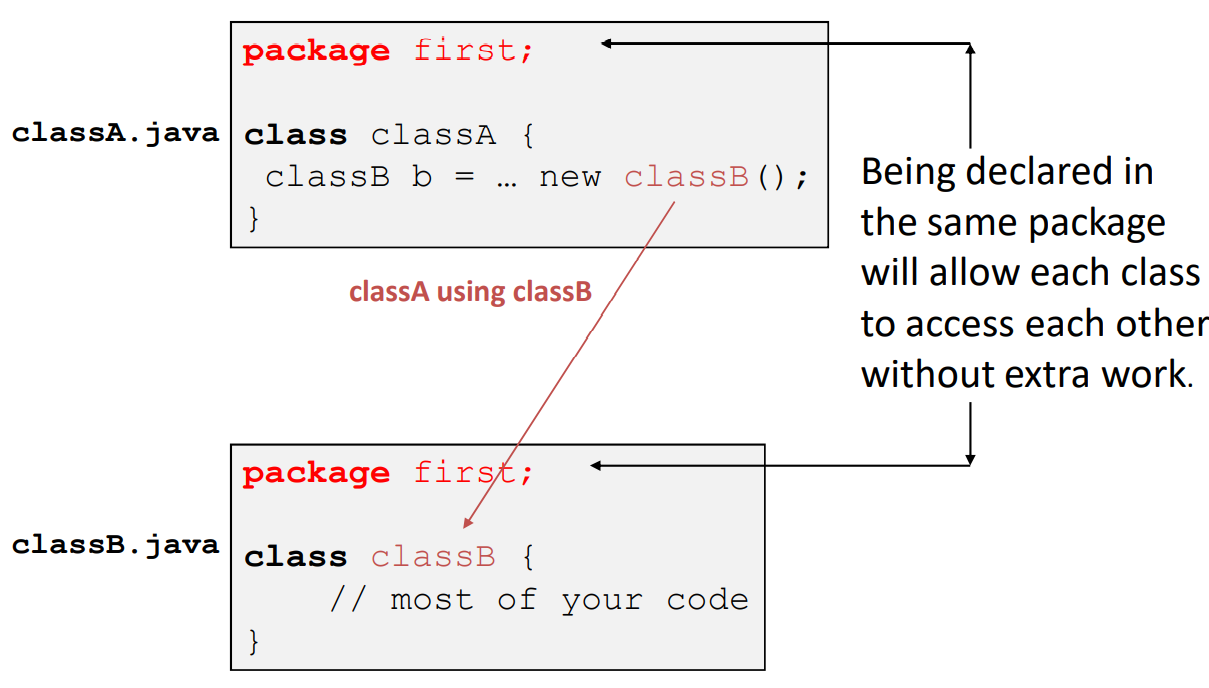 package first;
classA.java
class classA {
classB b = … new classB();
}
classA using classB
Being declared in
the same package
will allow each class
to access each other
without extra work.
package first;
classB.java
class classB {
// most of your code
}